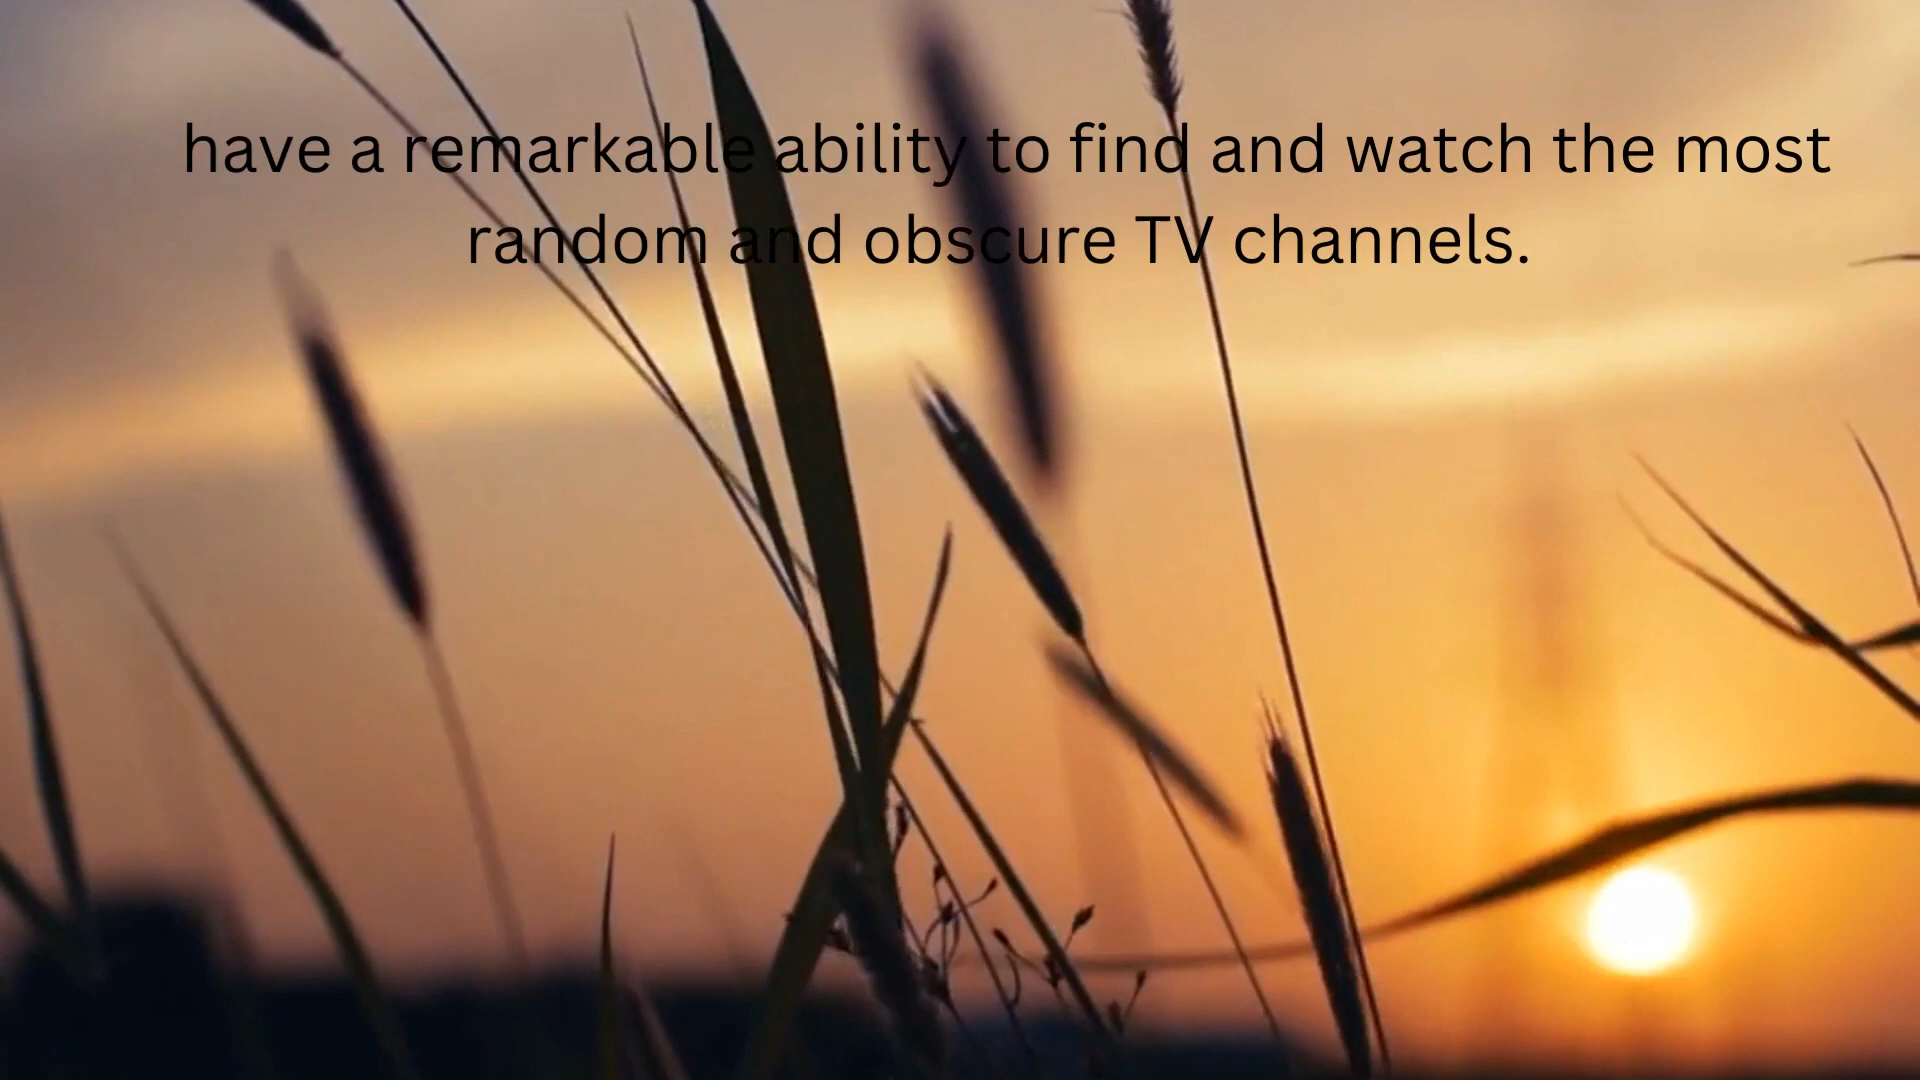 have a remarkable ability to find and watch the most
random and obscure TV channels.